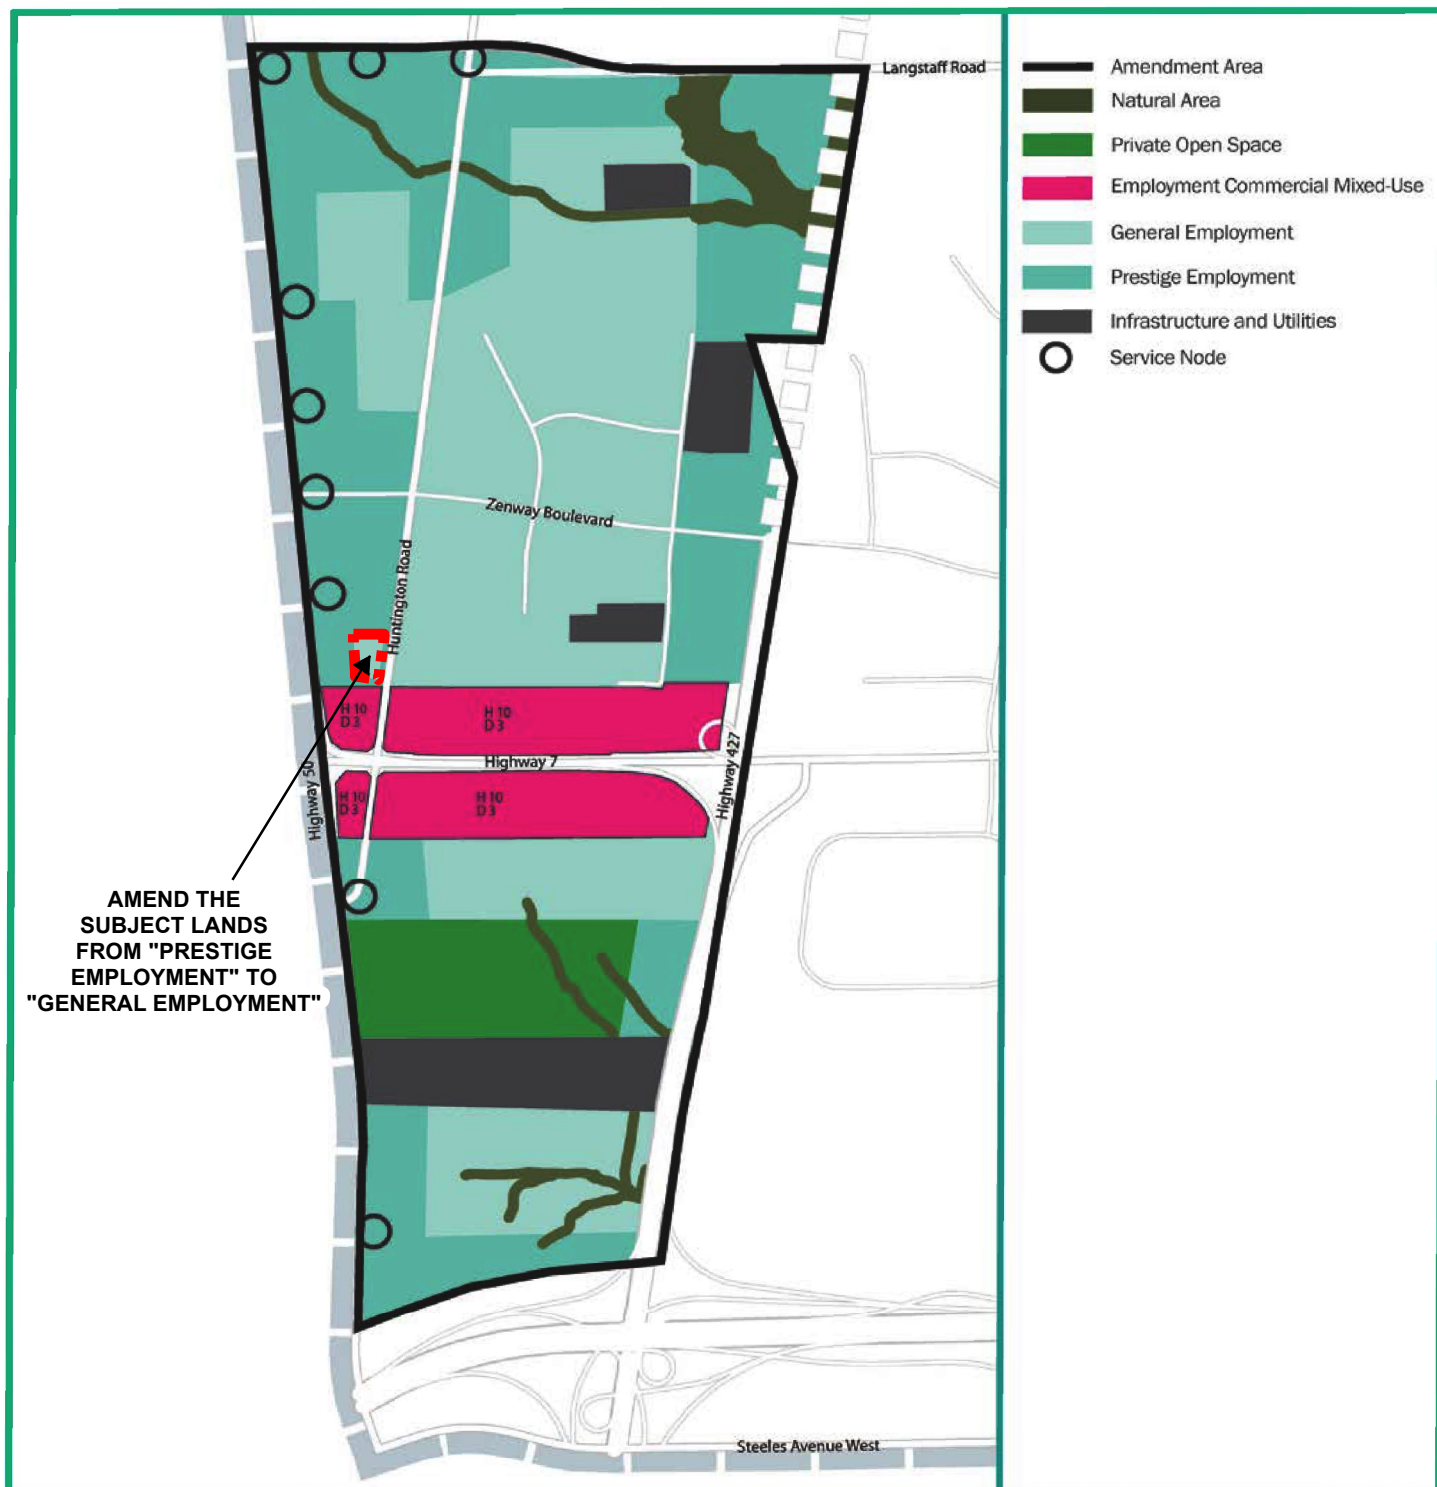 Langstaff Road
Amendment Area
Natural Area
Private Open Space
Employment Commercial Mixed-Use
General Employment
Prestige Employment
Infrastructure and Utilities
Service Node
Zenway Boulevard
Huntington Road
H 10
D 3
H 10
D 3
Highway 7
Highway 50
Highway 427
H 10
D 3
H 10
D 3
AMEND THE
SUBJECT LANDS
FROM "PRESTIGE
EMPLOYMENT" TO
"GENERAL EMPLOYMENT"
Steeles Avenue West